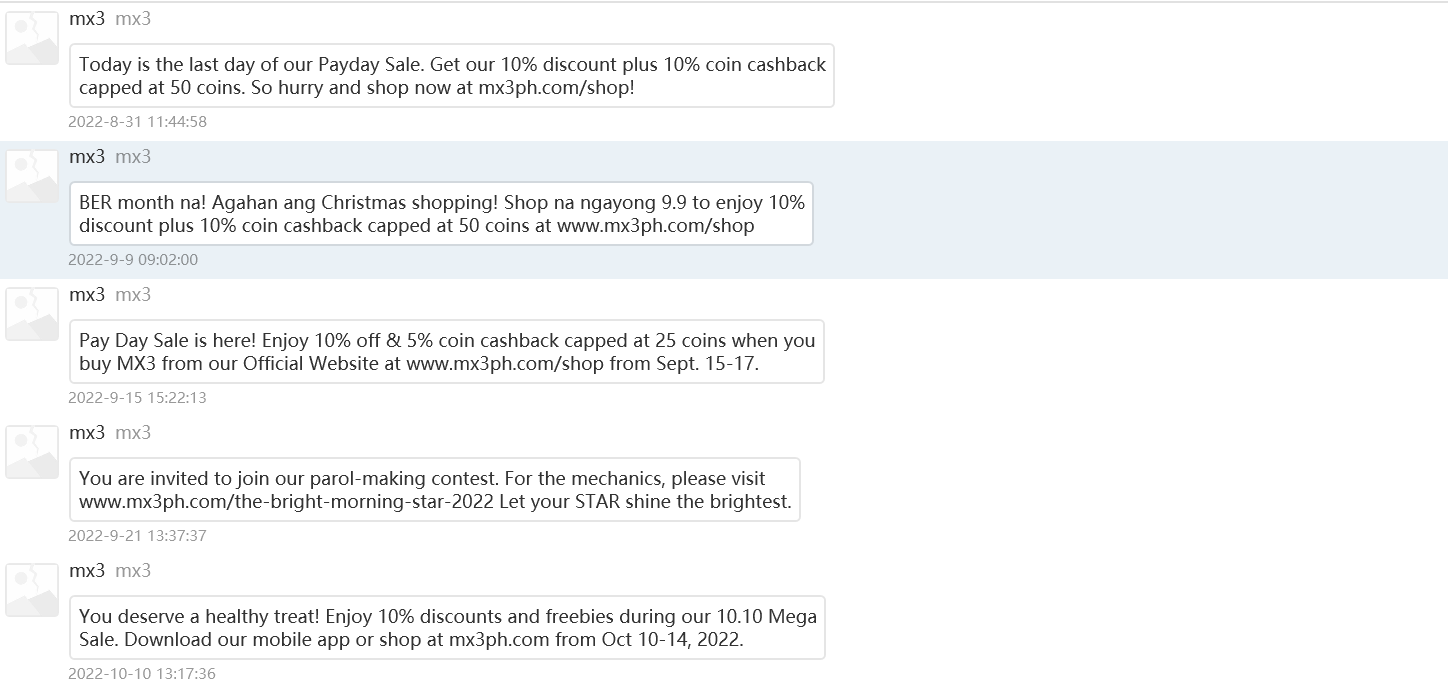 mx3 mx3
Today is the last day of our Payday Sale. Get our 10% discount plus 10% coin cashback
capped at 50 coins. So hurry and shop now at mx3ph.com/shop!
2022-8-31 11:44:58
mx3 mx3
BER month na! Agahan ang Christmas shopping! Shop na ngayong 9.9 to enjoy 10%
discount plus 10% coin cashback capped at 50 coins at www.mx3ph.com/shop
2022-9-9 09:02:00
mx3 mx3
Pay Day Sale is here! Enjoy 10% off & 5% coin cashback capped at 25 coins when you
buy MX3 from our Official Website at www.mx3ph.com/shop from Sept. 15-17.
2022-9-15 15:22:13
mx3 mx3
You are invited to join our parol-making contest. For the mechanics, please visit
www.mx3ph.com/the-bright-morning-star-2022 Let your STAR shine the brightest.
2022-9-21 13:37:37
mx3 mx3
You deserve a healthy treat! Enjoy 10% discounts and freebies during our 10.10 Mega
Sale. Download our mobile app or shop at mx3ph.com from Oct 10-14, 2022.
2022-10-10 13:17:36